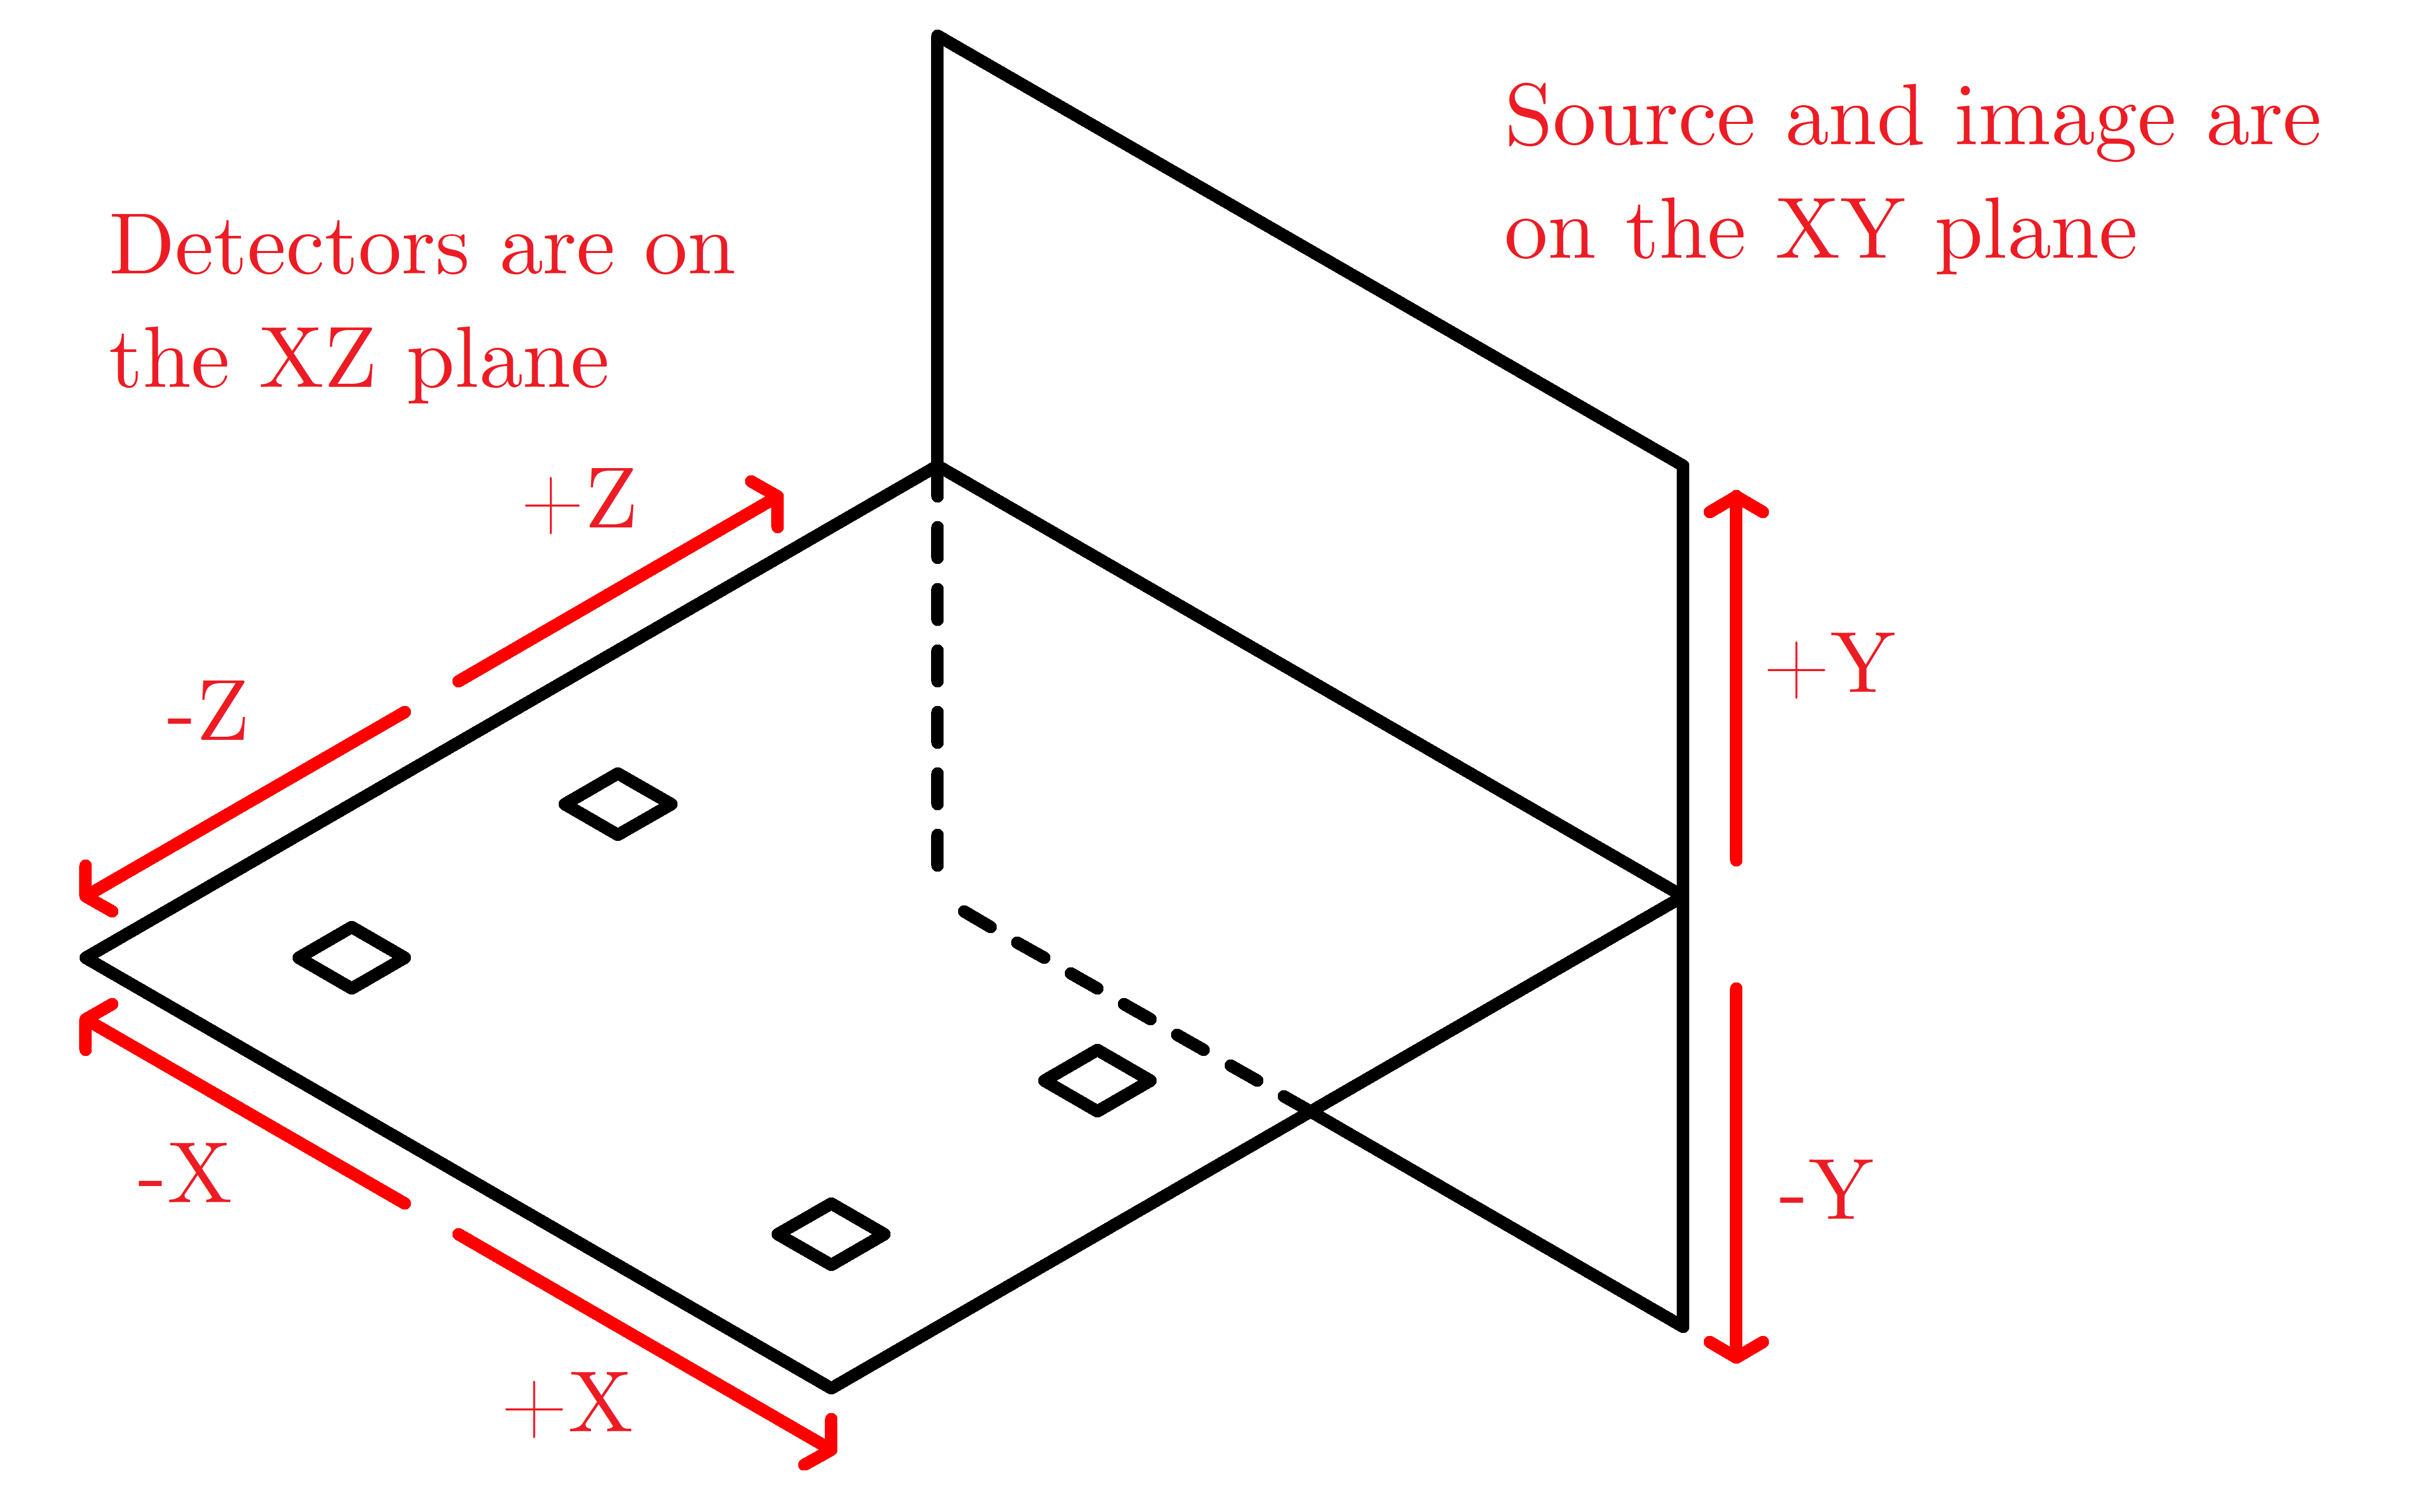 Source and image are
on the XY plane
Detectors are on
the XZ plane
+Z
-Z
+Y
-Y
-X
+X